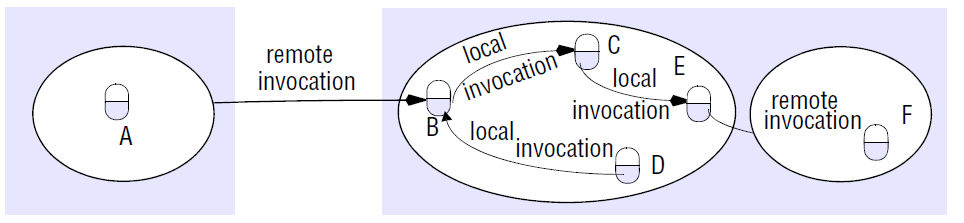 remote
invocation
A
B
local
invocation
C
local
invocation
E
local
invocation
D
remote
invocation
F